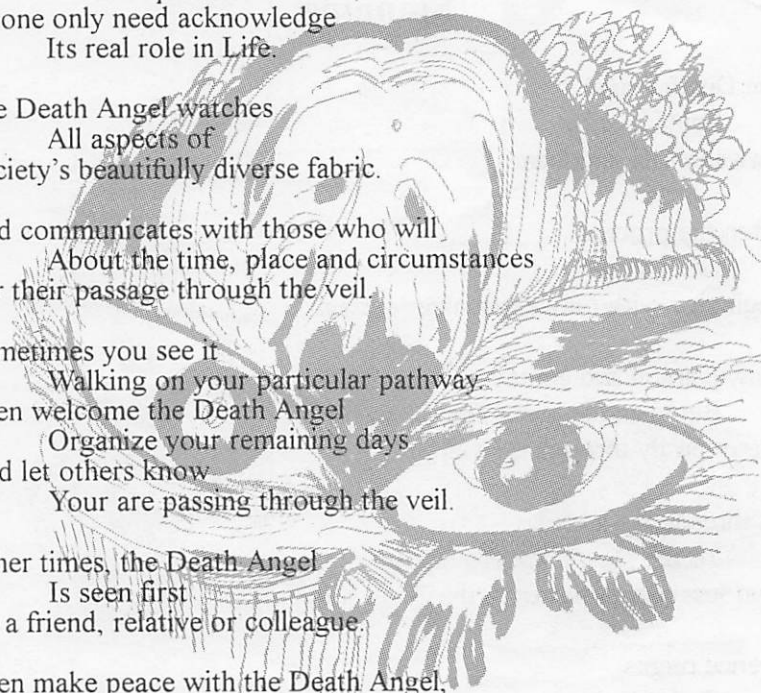 one only need acknowledge
Its real role in Life.
Death Angel watches
All aspects of
ciety's beautifully diverse fabric.
d communicates with those who will
About the time, place and circumstances
r their passage through the veil.
metimes you see it
Walking on your particular pathway.
en welcome the Death Angel
Organize your remaining days
d let others know
Your are passing through the veil.
her times, the Death Angel
Is seen first
a friend, relative or colleague.
en make peace with the Death Angel,